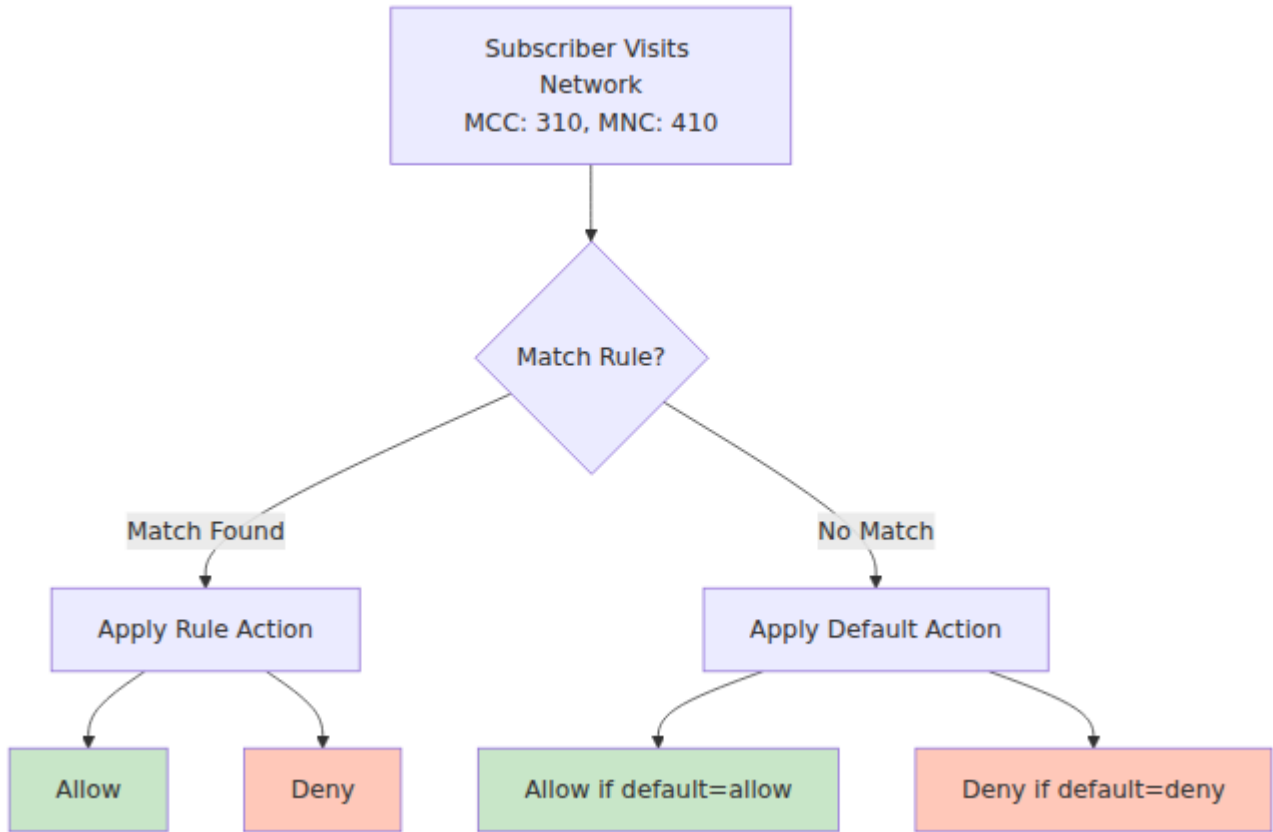 Subscriber Visits
Network
MCC: 310, MNC: 410
Match Rule?
Match Found
No Match
Apply Rule Action
Apply Default Action
Allow
Deny
Allow if default=allow
Deny if default=deny